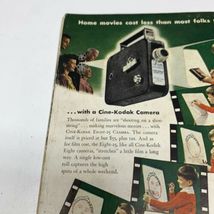 Home movies cost less than most folks
...with a Cine-Kodak Camera
Thousands of families are "shooting on a shoe-
string"... making marvelous movies... with
CINE-KODAK EIGHT-25 CAMERA. The camera
itself is priced at but $55, plus tax. And as
for film cost, the Eight-25, like all Cine-Kodak
Eight cameras, "stretches" a little film a long
way. A single low-cost
roll captures the high
spots of a whole weekend.